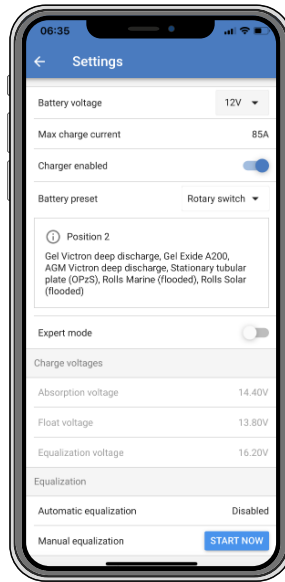 06:35
Settings
Battery voltage 12V
Max charge current 85A
Charger enabled
Battery preset Rotary switch
Position 2
Gel Victron deep discharge, Gel Exide A200,
AGM Victron deep discharge, Stationary tubular
plate (OPzS), Rolls Marine (flooded), Rolls Solar
(flooded)
Expert mode
Charge voltages
Absorption voltage 14.40V
Float voltage 13.80V
Equalization voltage 16.20V
Equalization
Automatic equalization Disabled
Manual equalization START NOW